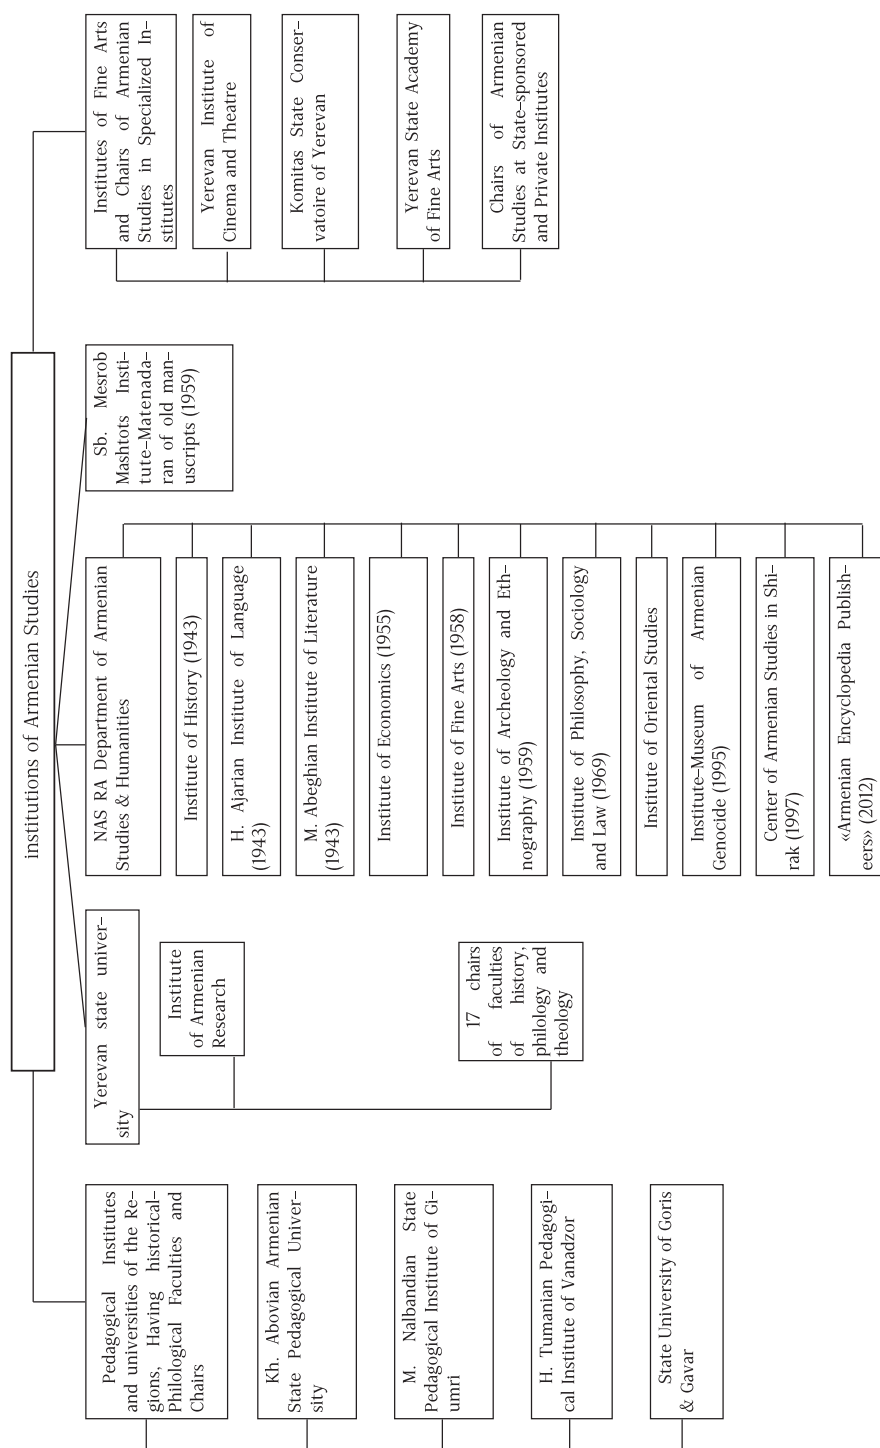 institutions of Armenian Studies
Pedagogical Institutes
and universities of the Re–
gions, Having historical–
Philological Faculties and
Chairs
Kh. Abovian Armenian
State Pedagogical Univer–
sity
M. Nalbandian State
Pedagogical Institute of Gi–
umri
H. Tumanian Pedagogi–
cal Institute of Vanadzor
State University of Goris
& Gavar
Yerevan state univer–
sity
Institute
of Armenian
Research
17 chairs
of faculties
of history,
philology and
theology
NAS RA Department of Armenian
Studies & Humanities
Institute of History (1943)
H. Ajarian Institute of Language
(1943)
M. Abeghian Institute of Literature
(1943)
Institute of Economics (1955)
Institute of Fine Arts (1958)
Institute of Archeology and Eth–
nography (1959)
Institute of Philosophy, Sociology
and Law (1969)
Institute of Oriental Studies
Institute–Museum of Armenian
Genocide (1995)
Center of Armenian Studies in Shi–
rak (1997)
«Armenian Encyclopedia Publish–
eers» (2012)
Sb. Mesrob
Mashtots Insti–
tute–Matenada–
ran of old man–
uscripts (1959)
Institutes of Fine Arts
and Chairs of Armenian
Studies in Specialized In–
stitutes
Yerevan Institute of
Cinema and Theatre
Komitas State Conser–
vatoire of Yerevan
Yerevan State Academy
of Fine Arts
Chairs of Armenian
Studies at State–sponsored
and Private Institutes